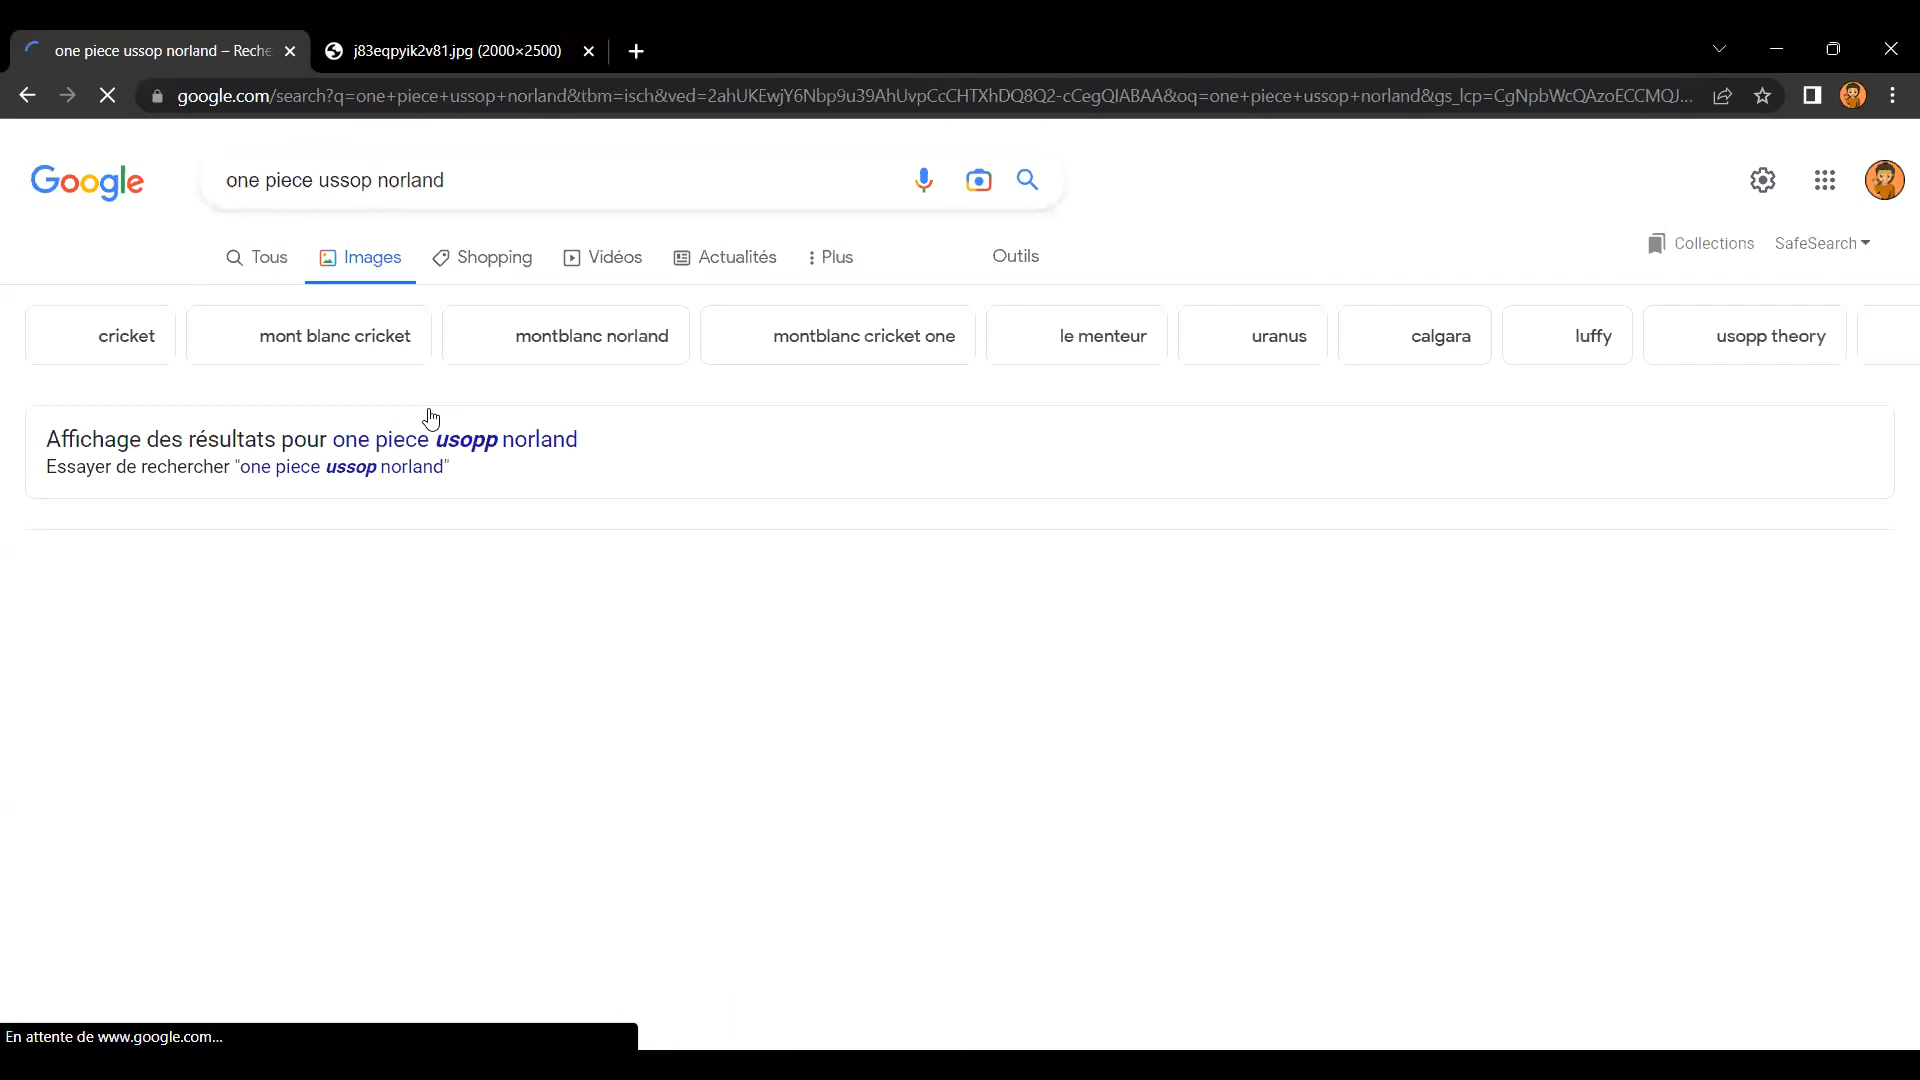 one piece ussop norland – Reche
j83eqpyik2v81.jpg (2000×2500)
google.com/search?q=one+piece+ussop+norland&tbm=isch&ved=2ahUKEwjY6Nbp9u39AhUvpCcCHTXhDQ8Q2-cCegQIABAA&oq=one+piece+ussop+norland&gs_lcp=CgNpbWcQAzoECCMQJ...
Google
one piece ussop norland
Tous Images Shopping Vidéos Actualités Plus Outils
Collections SafeSearch
cricket mont blanc cricket montblanc norland montblanc cricket one le menteur uranus calgara luffy usopp theory
Affichage des résultats pour one piece usopp norland
Essayer de rechercher "one piece ussop norland"
En attente de www.google.com...